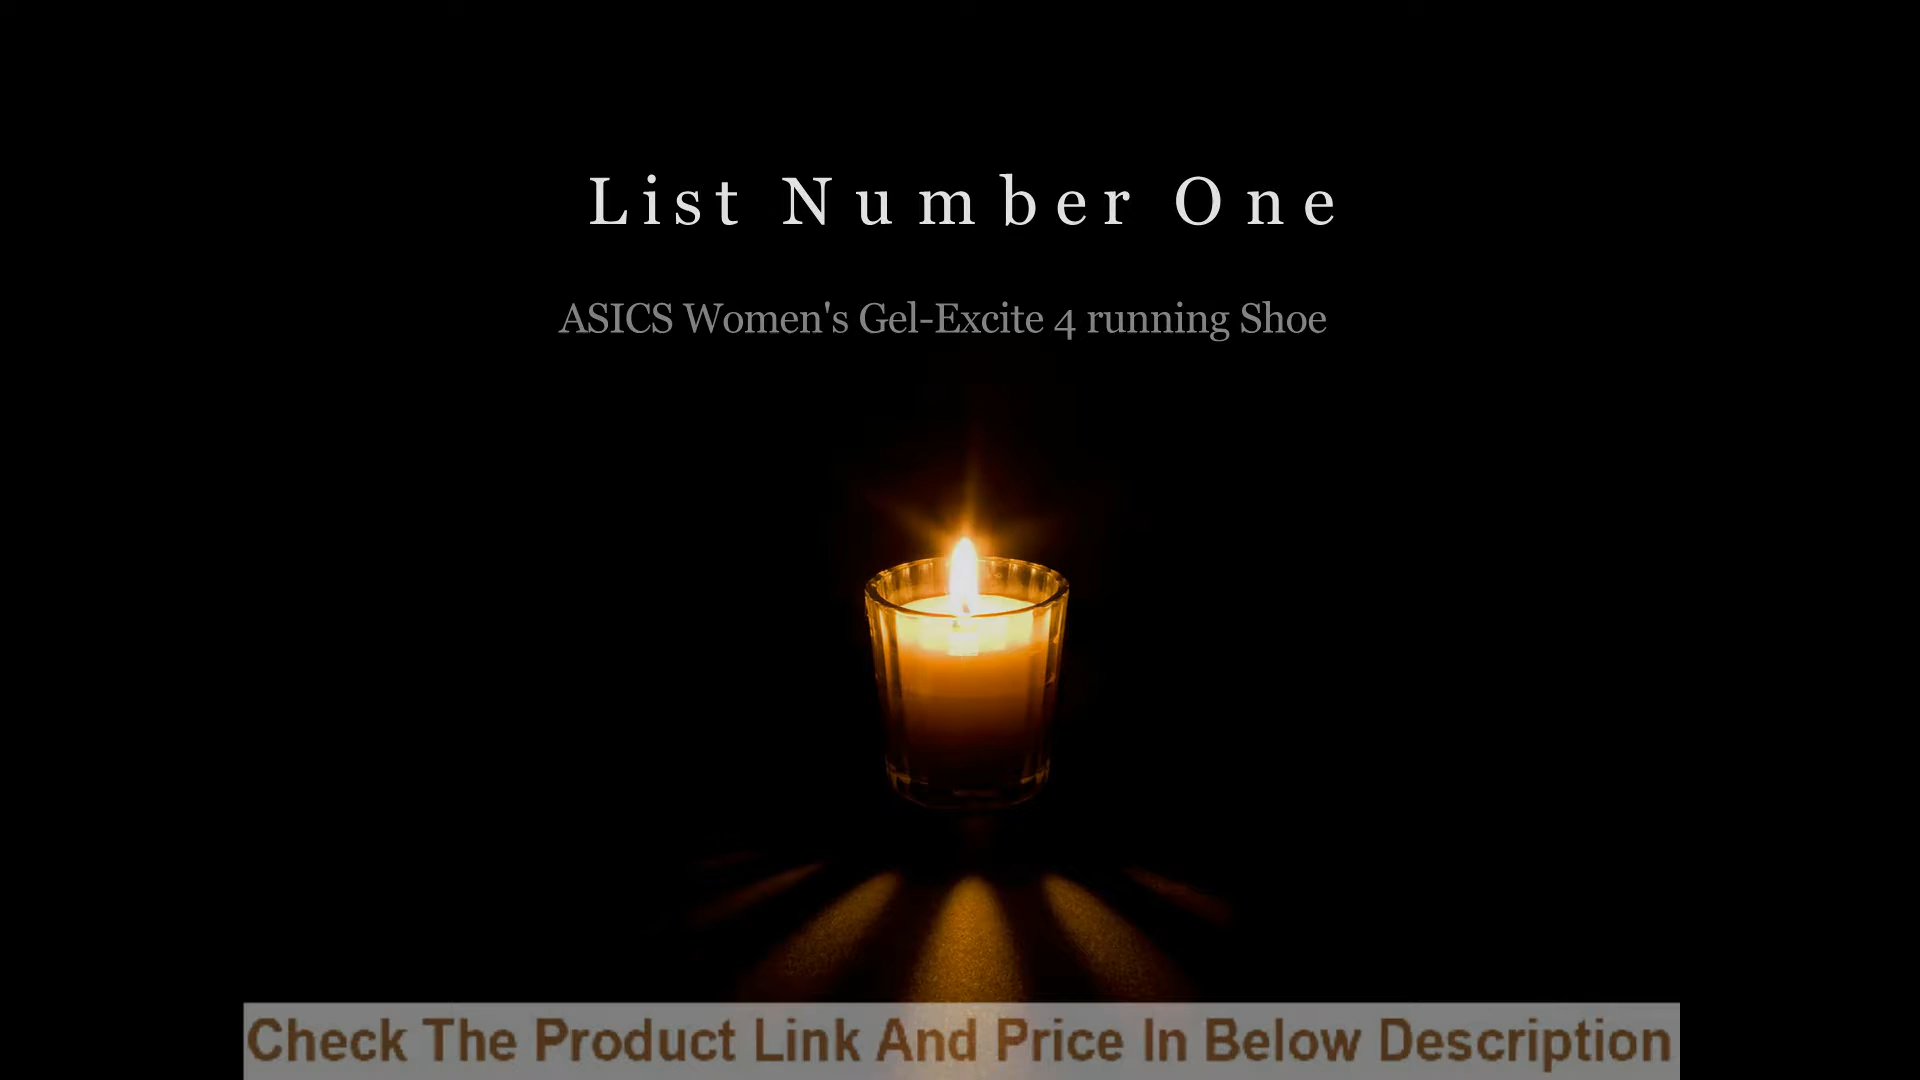 List Number One
ASICS Women's Gel-Excite 4 running Shoe
Check The Product Link And Price In Below Description